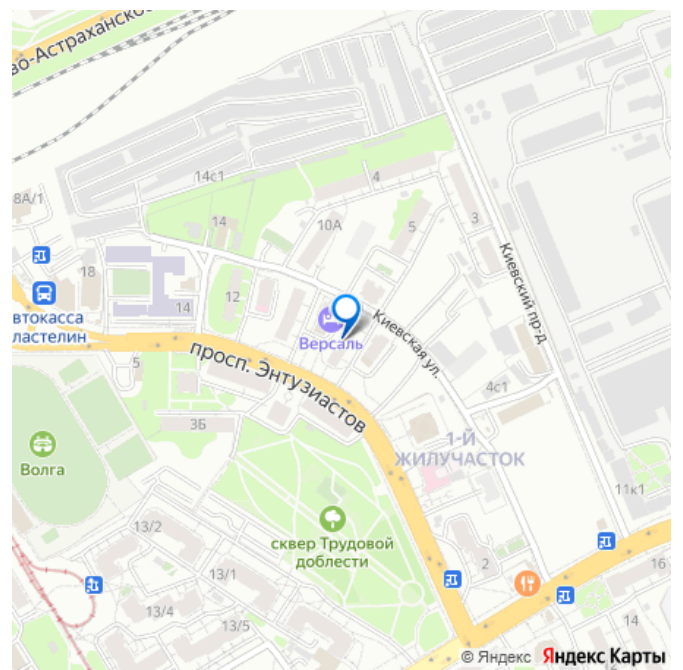 во-Астраханско
14с1
4
8А/1
14
10А
3
5
18
14
12
Киевский пр-д
втокасса
ластелин
Версаль
Киевская ул.
просп. Энтузиастов
5
4с1
3Б
1-й
ЖИЛУЧАСТОК
Волга
11к1
13/2
сквер Трудовой
доблести
13/1
2
16
13/4
13/5
14
© Яндекс Яндекс Карты